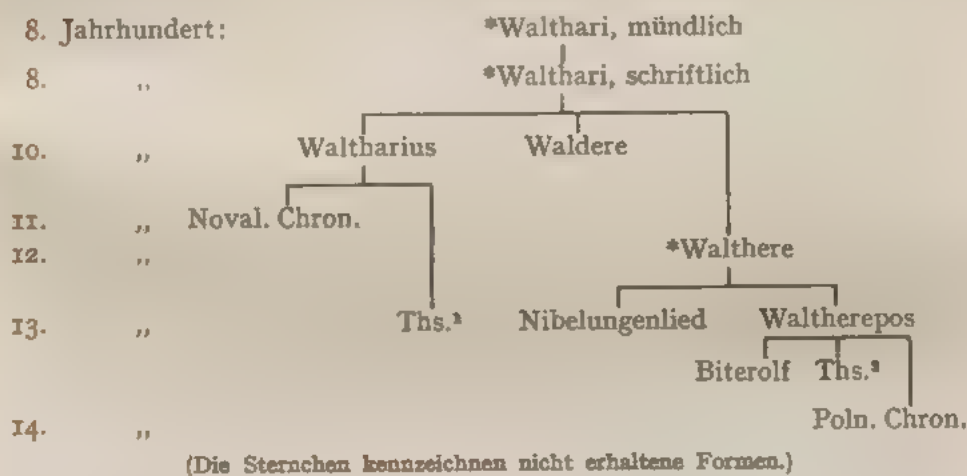 8. Jahrhundert: *Walthari, mündlich
8. „ *Walthari, schriftlich
10. „ Waltharius Waldere
11. „ Noval. Chron.
12. „ *Walthere
13. „ Ths.¹ Nibelungenlied Waltherepos
Biterolf Ths.²
14. „ Poln. Chron.
(Die Sternchen kennzeichnen nicht erhaltene Formen.)